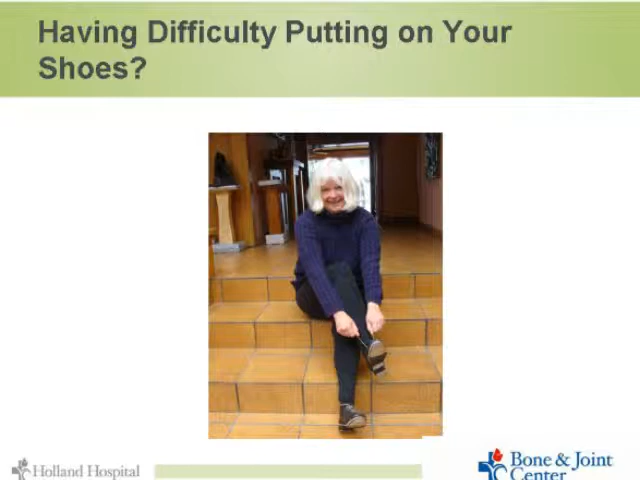 Having Difficulty Putting on Your
Shoes?
Holland Hospital
Bone & Joint
Center